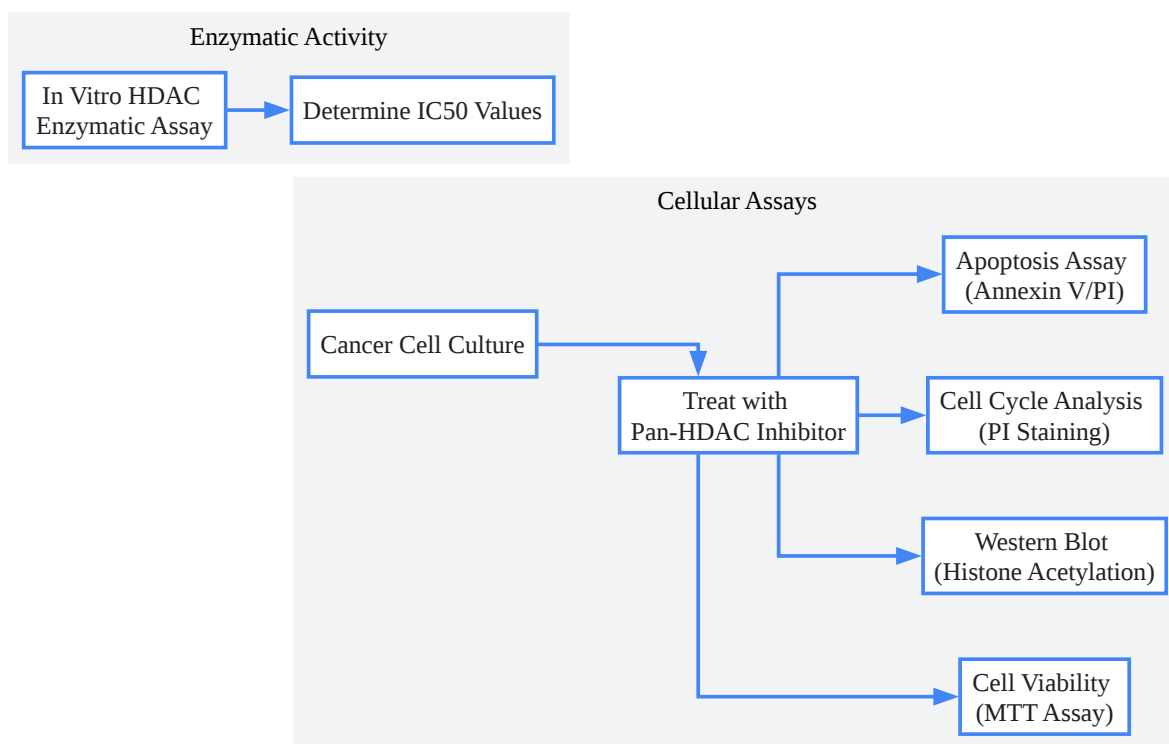 Enzymatic Activity
In Vitro HDAC
Enzymatic Assay
Determine IC50 Values
Cellular Assays
Cancer Cell Culture
Treat with
Pan-HDAC Inhibitor
Apoptosis Assay
(Annexin V/PI)
Cell Cycle Analysis
(PI Staining)
Western Blot
(Histone Acetylation)
Cell Viability
(MTT Assay)